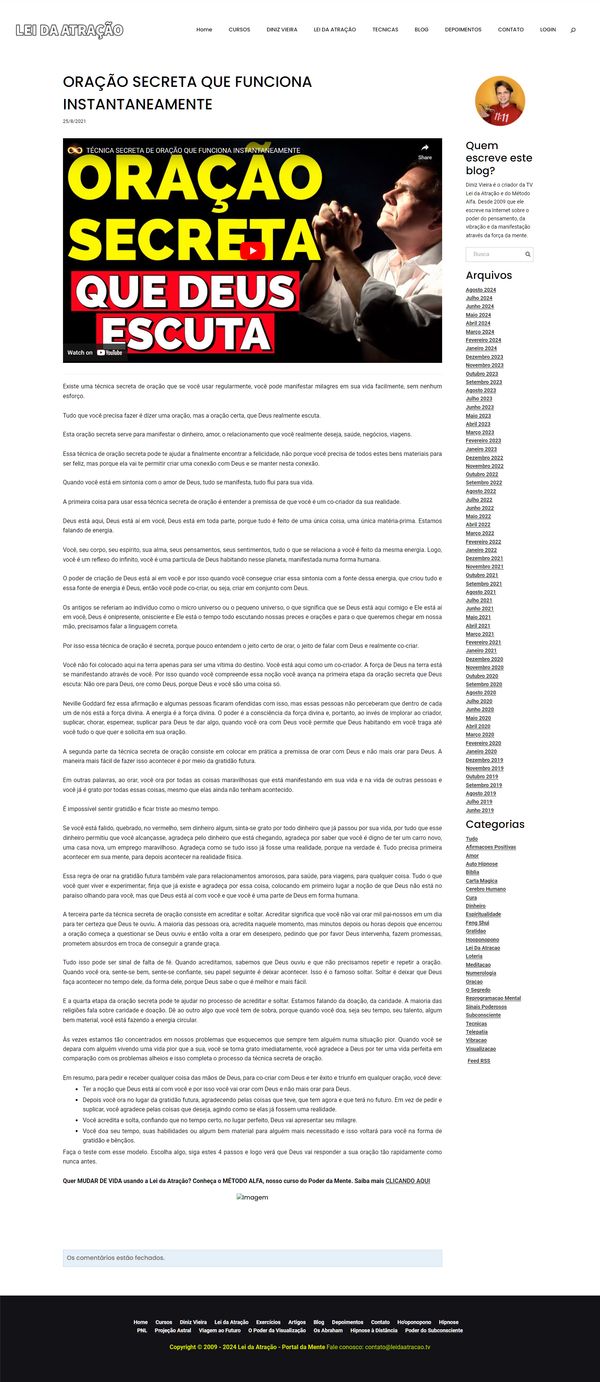 LEI DA ATRAÇÃO
Home CURSOS DINIZ VIEIRA LEI DA ATRAÇÃO TECNICAS BLOG DEPOIMENTOS CONTATO LOGIN
ORAÇÃO SECRETA QUE FUNCIONA
INSTANTANEAMENTE
25/8/2021
TÉCNICA SECRETA DE ORAÇÃO QUE FUNCIONA INSTANTANEAMENTE
Share
ORAÇÃO
SECRETA
QUE DEUS
ESCUTA
Watch on YouTube
Existe uma técnica secreta de oração que se você usar regularmente, você pode manifestar milagres em sua vida facilmente, sem nenhum
esforço.
Tudo que você precisa fazer é dizer uma oração, mas a oração certa, que Deus realmente escuta.
Esta oração secreta serve para manifestar o dinheiro, amor, o relacionamento que você realmente deseja, saúde, negócios, viagens.
Essa técnica de oração secreta pode te ajudar a finalmente encontrar a felicidade, não porque você precisa de todos estes bens materiais para
ser feliz, mas porque ela vai te permitir criar uma conexão com Deus e se manter nesta conexão.
Quando você está em sintonia com o amor de Deus, tudo se manifesta, tudo flui para sua vida.
A primeira coisa para usar essa técnica secreta de oração é entender a premissa de que você é um co-criador da sua realidade.
Deus está aqui, Deus está aí em você, Deus está em toda parte, porque tudo é feito de uma única coisa, uma única matéria-prima. Estamos
falando de energia.
Você, seu corpo, seu espírito, sua alma, seus pensamentos, seus sentimentos, tudo o que se relaciona a você é feito da mesma energia. Logo,
você é um reflexo do infinito, você é uma partícula de Deus habitando nesse planeta, manifestada numa forma humana.
O poder de criação de Deus está aí em você e por isso quando você consegue criar essa sintonia com a fonte dessa energia, que criou tudo e
essa fonte de energia é Deus, então você pode co-criar, ou seja, criar em conjunto com Deus.
Os antigos se referiam ao indivíduo como o micro universo ou o pequeno universo, o que significa que se Deus está aqui comigo e Ele está aí
em você, Deus é onipresente, onisciente e Ele está o tempo todo escutando nossas preces e orações e para o que queremos chegar em nossa
mão, precisamos falar a linguagem correta.
Por isso essa técnica de oração é secreta, porque pouco entendem o jeito certo de orar, o jeito de falar com Deus e realmente co-criar.
Você não foi colocado aqui na terra apenas para ser uma vítima do destino. Você está aqui como um co-criador. A força de Deus na terra está
se manifestando através de você. Por isso quando você compreende essa noção você avança na primeira etapa da oração secreta que Deus
escuta: Não ore para Deus, ore como Deus, porque Deus e você são uma coisa só.
Neville Goddard fez essa afirmação e algumas pessoas ficaram ofendidas com isso, mas essas pessoas não perceberam que dentro de cada
um de nós está a força divina. A energia é a força divina. O poder é a consciência da força divina e, portanto, ao invés de implorar ao criador,
suplicar, chorar, espernear, suplicar para Deus te dar algo, quando você ora com Deus você permite que Deus habitando em você traga até
você tudo o que quer e solicita em sua oração.
A segunda parte da técnica secreta de oração consiste em colocar em prática a premissa de orar com Deus e não mais orar para Deus. A
maneira mais fácil de fazer isso acontecer é por meio da gratidão futura.
Em outras palavras, ao orar, você ora por todas as coisas maravilhosas que está manifestando em sua vida e na vida de outras pessoas e
você já é grato por todas essas coisas, mesmo que elas ainda não tenham acontecido.
É impossível sentir gratidão e ficar triste ao mesmo tempo.
Se você está falido, quebrado, no vermelho, sem dinheiro algum, sinta-se grato por todo dinheiro que já passou por sua vida, por tudo que esse
dinheiro permitiu que você alcançasse, agradeça pelo dinheiro que está chegando, agradeça por saber que você é digno de ter um carro novo,
uma casa nova, um emprego maravilhoso. Agradeça como se tudo isso já fosse uma realidade, porque na verdade é. Tudo precisa primeiro
acontecer em sua mente, para depois acontecer na realidade física.
Essa regra de orar na gratidão futura também vale para relacionamentos amorosos, para saúde, para viagens, para qualquer coisa. Tudo o
que você quer viver e experimentar, finja que já existe e agradeça por essa coisa, colocando em primeiro lugar a noção de que Deus não está no
paraíso olhando para você, mas que Deus está aí com você e que você é uma parte de Deus em forma humana.
A terceira parte da técnica secreta de oração consiste em acreditar e soltar. Acreditar significa que você não vai orar mil pai-nossos em um dia
para ter certeza que Deus te ouviu. A maioria das pessoas ora, acredita naquele momento, mas minutos depois ou horas depois que encerrou
a oração começa a questionar se Deus ouviu e então volta a orar em desespero, pedindo que por favor Deus intervenha, fazem promessas,
prometem absurdos em troca de conseguir a grande graça.
Tudo isso pode ser sinal de falta de fé. Quando acreditamos, sabemos que Deus ouviu e que não precisamos repetir e repetir a oração.
Quando você ora, sente-se bem, sente-se confiante, seu papel seguinte é deixar acontecer. Isso é o famoso soltar. Soltar é deixar que Deus
faça acontecer no tempo dele, da forma dele, porque Deus sabe o que é melhor e mais fácil.
E a quarta etapa da oração secreta pode te ajudar no processo de acreditar e soltar. Estamos falando da doação, da caridade. A maioria das
religiões fala sobre caridade e doação. Dê ao outro algo que você tem de sobra, porque quando você doa, seja seu tempo, seu talento, algum
bem material, você está fazendo a energia circular.
Às vezes estamos tão concentrados em nossos problemas que esquecemos que sempre tem alguém numa situação pior. Quando você se
depara com alguém vivendo uma vida pior que a sua, você se torna grato imediatamente, você agradece a Deus por ter uma vida perfeita em
comparação com os problemas alheios e isso completa o processo da técnica secreta de oração.
Em resumo, para pedir e receber qualquer coisa das mãos de Deus, para co-criar com Deus e ter êxito e triunfo em qualquer oração, você deve:
• Ter a noção que Deus está aí com você e por isso você vai orar com Deus e não mais orar para Deus.
• Depois você ora no lugar da gratidão futura, agradecendo pelas coisas que teve, que tem agora e que terá no futuro. Em vez de pedir e
suplicar, você agradece pelas coisas que deseja, agindo como se elas já fossem uma realidade.
• Você acredita e solta, confiando que no tempo certo, no lugar perfeito, Deus vai apresentar seu milagre.
• Você doa seu tempo, suas habilidades ou algum bem material para alguém mais necessitado e isso voltará para você na forma de
gratidão e bênçãos.
Faça o teste com esse modelo. Escolha algo, siga estes 4 passos e logo verá que Deus vai responder a sua oração tão rapidamente como
nunca antes.
Quer MUDAR DE VIDA usando a Lei da Atração? Conheça o MÉTODO ALFA, nosso curso do Poder da Mente. Saiba mais CLICANDO AQUI
Imagem
Os comentários estão fechados.
11:11
Quem
escreve este
blog?
Diniz Vieira é o criador da TV
Lei da Atração e do Método
Alfa. Desde 2009 que ele
escreve na Internet sobre o
poder do pensamento, da
vibração e da manifestação
através da força da mente.
Busca
Arquivos
Agosto 2024
Julho 2024
Junho 2024
Maio 2024
Abril 2024
Março 2024
Fevereiro 2024
Janeiro 2024
Dezembro 2023
Novembro 2023
Outubro 2023
Setembro 2023
Agosto 2023
Julho 2023
Junho 2023
Maio 2023
Abril 2023
Março 2023
Fevereiro 2023
Janeiro 2023
Dezembro 2022
Novembro 2022
Outubro 2022
Setembro 2022
Agosto 2022
Julho 2022
Junho 2022
Maio 2022
Abril 2022
Março 2022
Fevereiro 2022
Janeiro 2022
Dezembro 2021
Novembro 2021
Outubro 2021
Setembro 2021
Agosto 2021
Julho 2021
Junho 2021
Maio 2021
Abril 2021
Março 2021
Fevereiro 2021
Janeiro 2021
Dezembro 2020
Novembro 2020
Outubro 2020
Setembro 2020
Agosto 2020
Julho 2020
Junho 2020
Maio 2020
Abril 2020
Março 2020
Fevereiro 2020
Janeiro 2020
Dezembro 2019
Novembro 2019
Outubro 2019
Setembro 2019
Agosto 2019
Julho 2019
Junho 2019
Categorias
Tudo
Afirmacoes Positivas
Amor
Auto Hipnose
Biblia
Carta Magica
Cerebro Humano
Cura
Dinheiro
Espiritualidade
Feng Shui
Gratidao
Hooponopono
Lei Da Atracao
Loteria
Meditacao
Numerologia
Oracao
O Segredo
Reprogramacao Mental
Sinais Poderosos
Subconsciente
Tecnicas
Telepatia
Vibracao
Visualizacao
Feed RSS
Home Cursos Diniz Vieira Lei da Atração Exercícios Artigos Blog Depoimentos Contato Ho'oponopono Hipnose
PNL Projeção Astral Viagem ao Futuro O Poder da Visualização Os Abraham Hipnose à Distância Poder do Subconsciente
Copyright © 2009 - 2024 Lei da Atração - Portal da Mente Fale conosco: contato@leidaatracao.tv